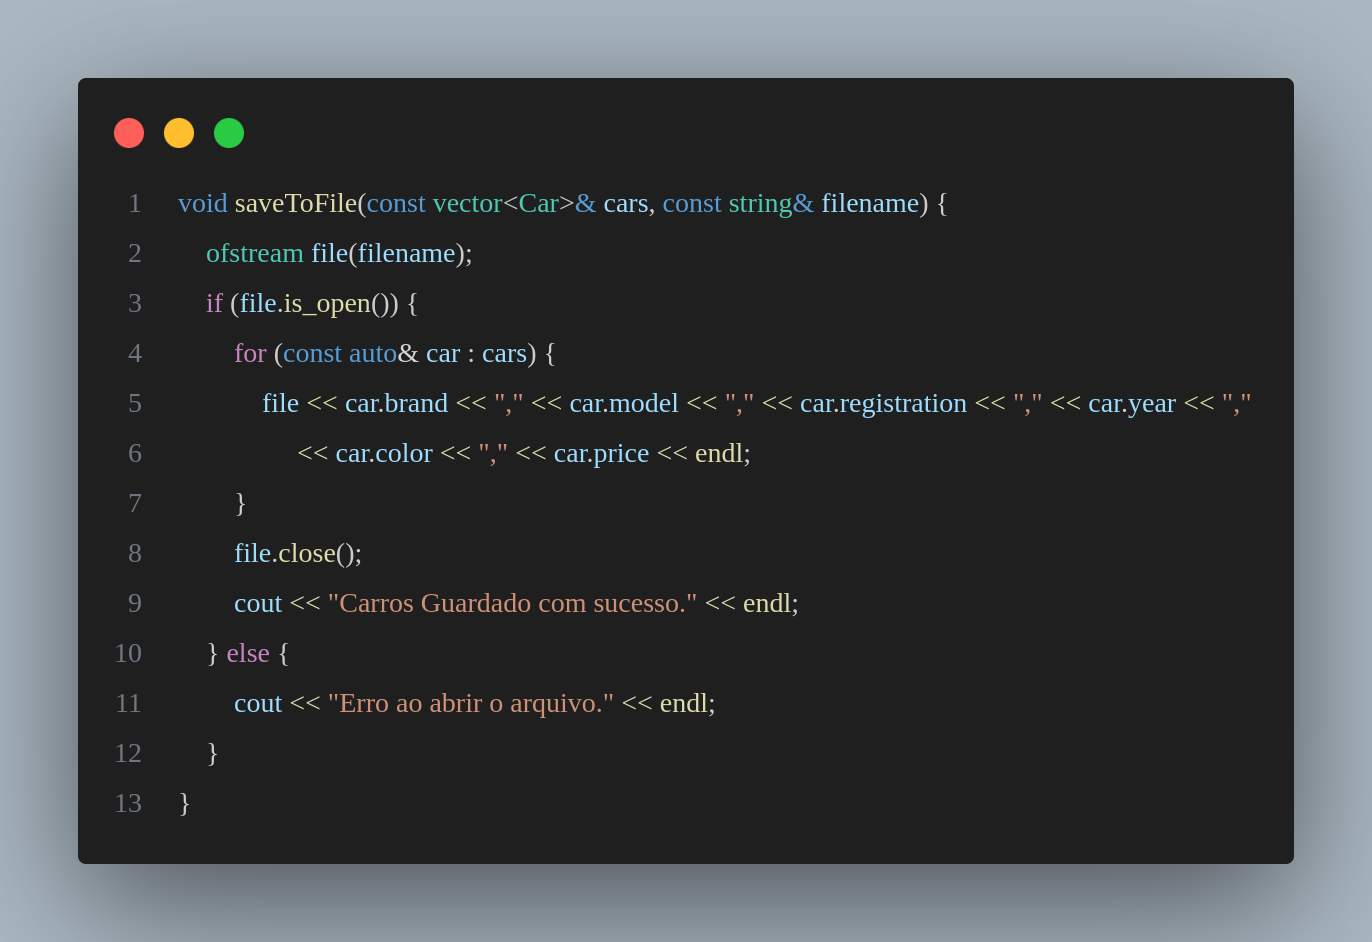 1 void saveToFile(const vector<Car>& cars, const string& filename) {
2     ofstream file(filename);
3     if (file.is_open()) {
4         for (const auto& car : cars) {
5             file << car.brand << "," << car.model << "," << car.registration << "," << car.year << ","
6                  << car.color << "," << car.price << endl;
7         }
8         file.close();
9         cout << "Carros Guardado com sucesso." << endl;
10     } else {
11         cout << "Erro ao abrir o arquivo." << endl;
12     }
13 }